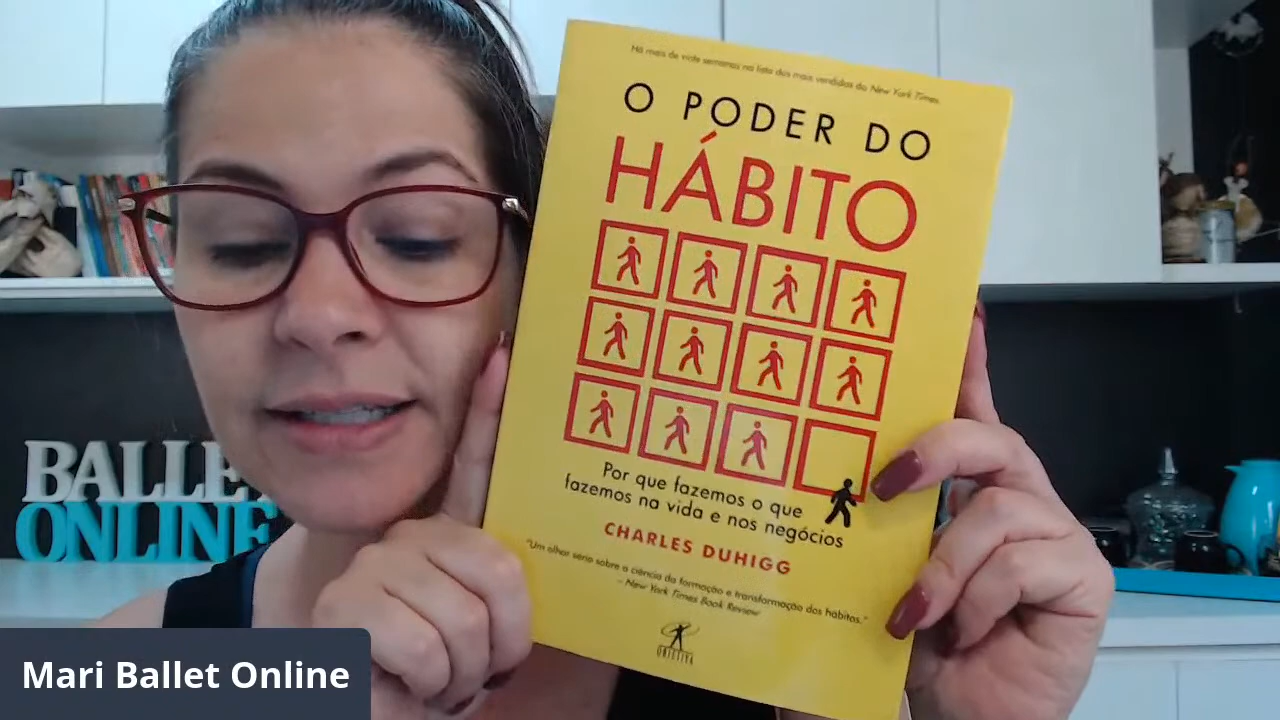 Há mais de vinte semanas na lista dos mais vendidos do New York Times.
O PODER DO
HÁBITO
Por que fazemos o que
fazemos na vida e nos negócios
CHARLES DUHIGG
"Um olhar sério sobre a ciência da formação e transformação dos hábitos."
– New York Times Book Review
OBJETIVA
BALLET
ONLINE
Mari Ballet Online